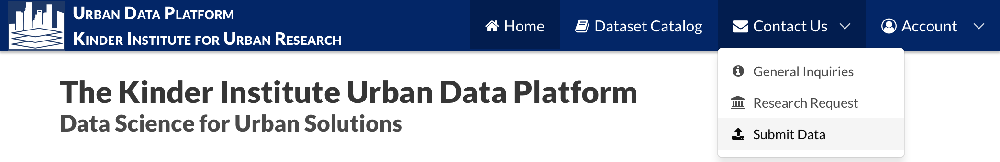 Urban Data Platform
Kinder Institute for Urban Research
Home
Dataset Catalog
Contact Us
Account
General Inquiries
Research Request
Submit Data
The Kinder Institute Urban Data Platform
Data Science for Urban Solutions